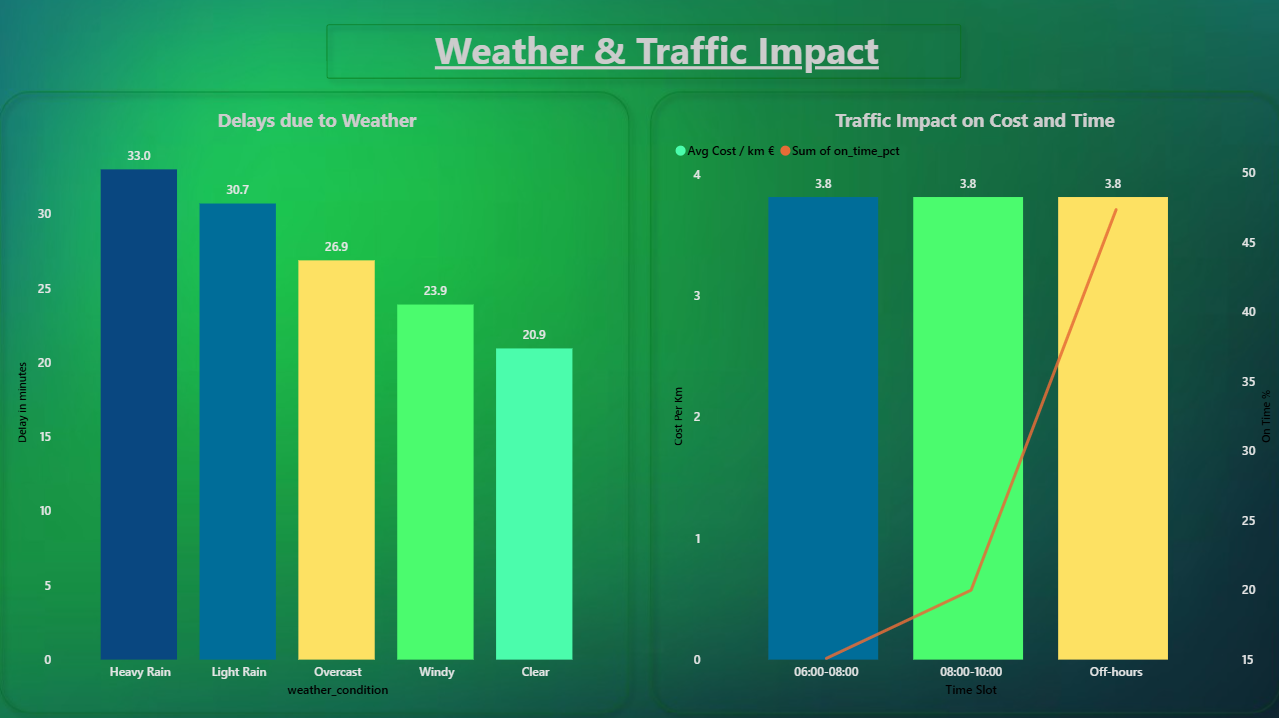 Weather & Traffic Impact
Delays due to Weather
33.0
30.7
26.9
23.9
20.9
30
25
20
15
10
5
0
Delay in minutes
Heavy Rain Light Rain Overcast Windy Clear
weather_condition
Traffic Impact on Cost and Time
Avg Cost / km € Sum of on_time_pct
3.8 3.8 3.8
4
3
2
1
0
Cost Per Km
50
45
40
35
30
25
20
15
On Time %
06:00-08:00 08:00-10:00 Off-hours
Time Slot